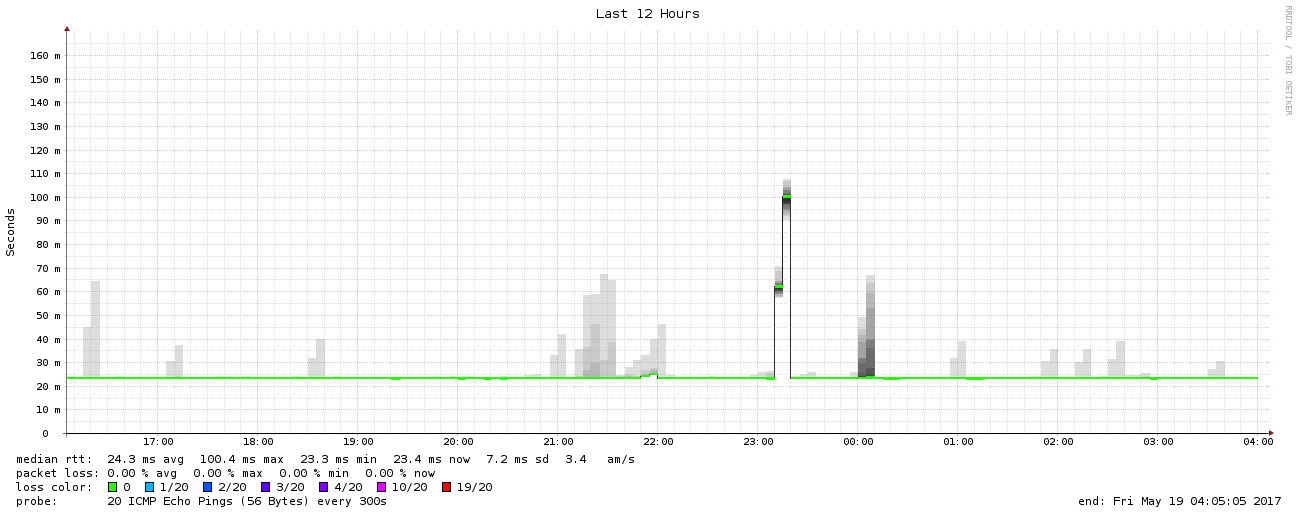 Last 12 Hours
RRDTOOL / TOBI OETIKER
Seconds
160 m
150 m
140 m
130 m
120 m
110 m
100 m
90 m
80 m
70 m
60 m
50 m
40 m
30 m
20 m
10 m
0
17:00 18:00 19:00 20:00 21:00 22:00 23:00 00:00 01:00 02:00 03:00 04:00
median rtt: 24.3 ms avg 100.4 ms max 23.3 ms min 23.4 ms now 7.2 ms sd 3.4 am/s
packet loss: 0.00 % avg 0.00 % max 0.00 % min 0.00 % now
loss color: 0 1/20 2/20 3/20 4/20 10/20 19/20
probe: 20 ICMP Echo Pings (56 Bytes) every 300s end: Fri May 19 04:05:05 2017